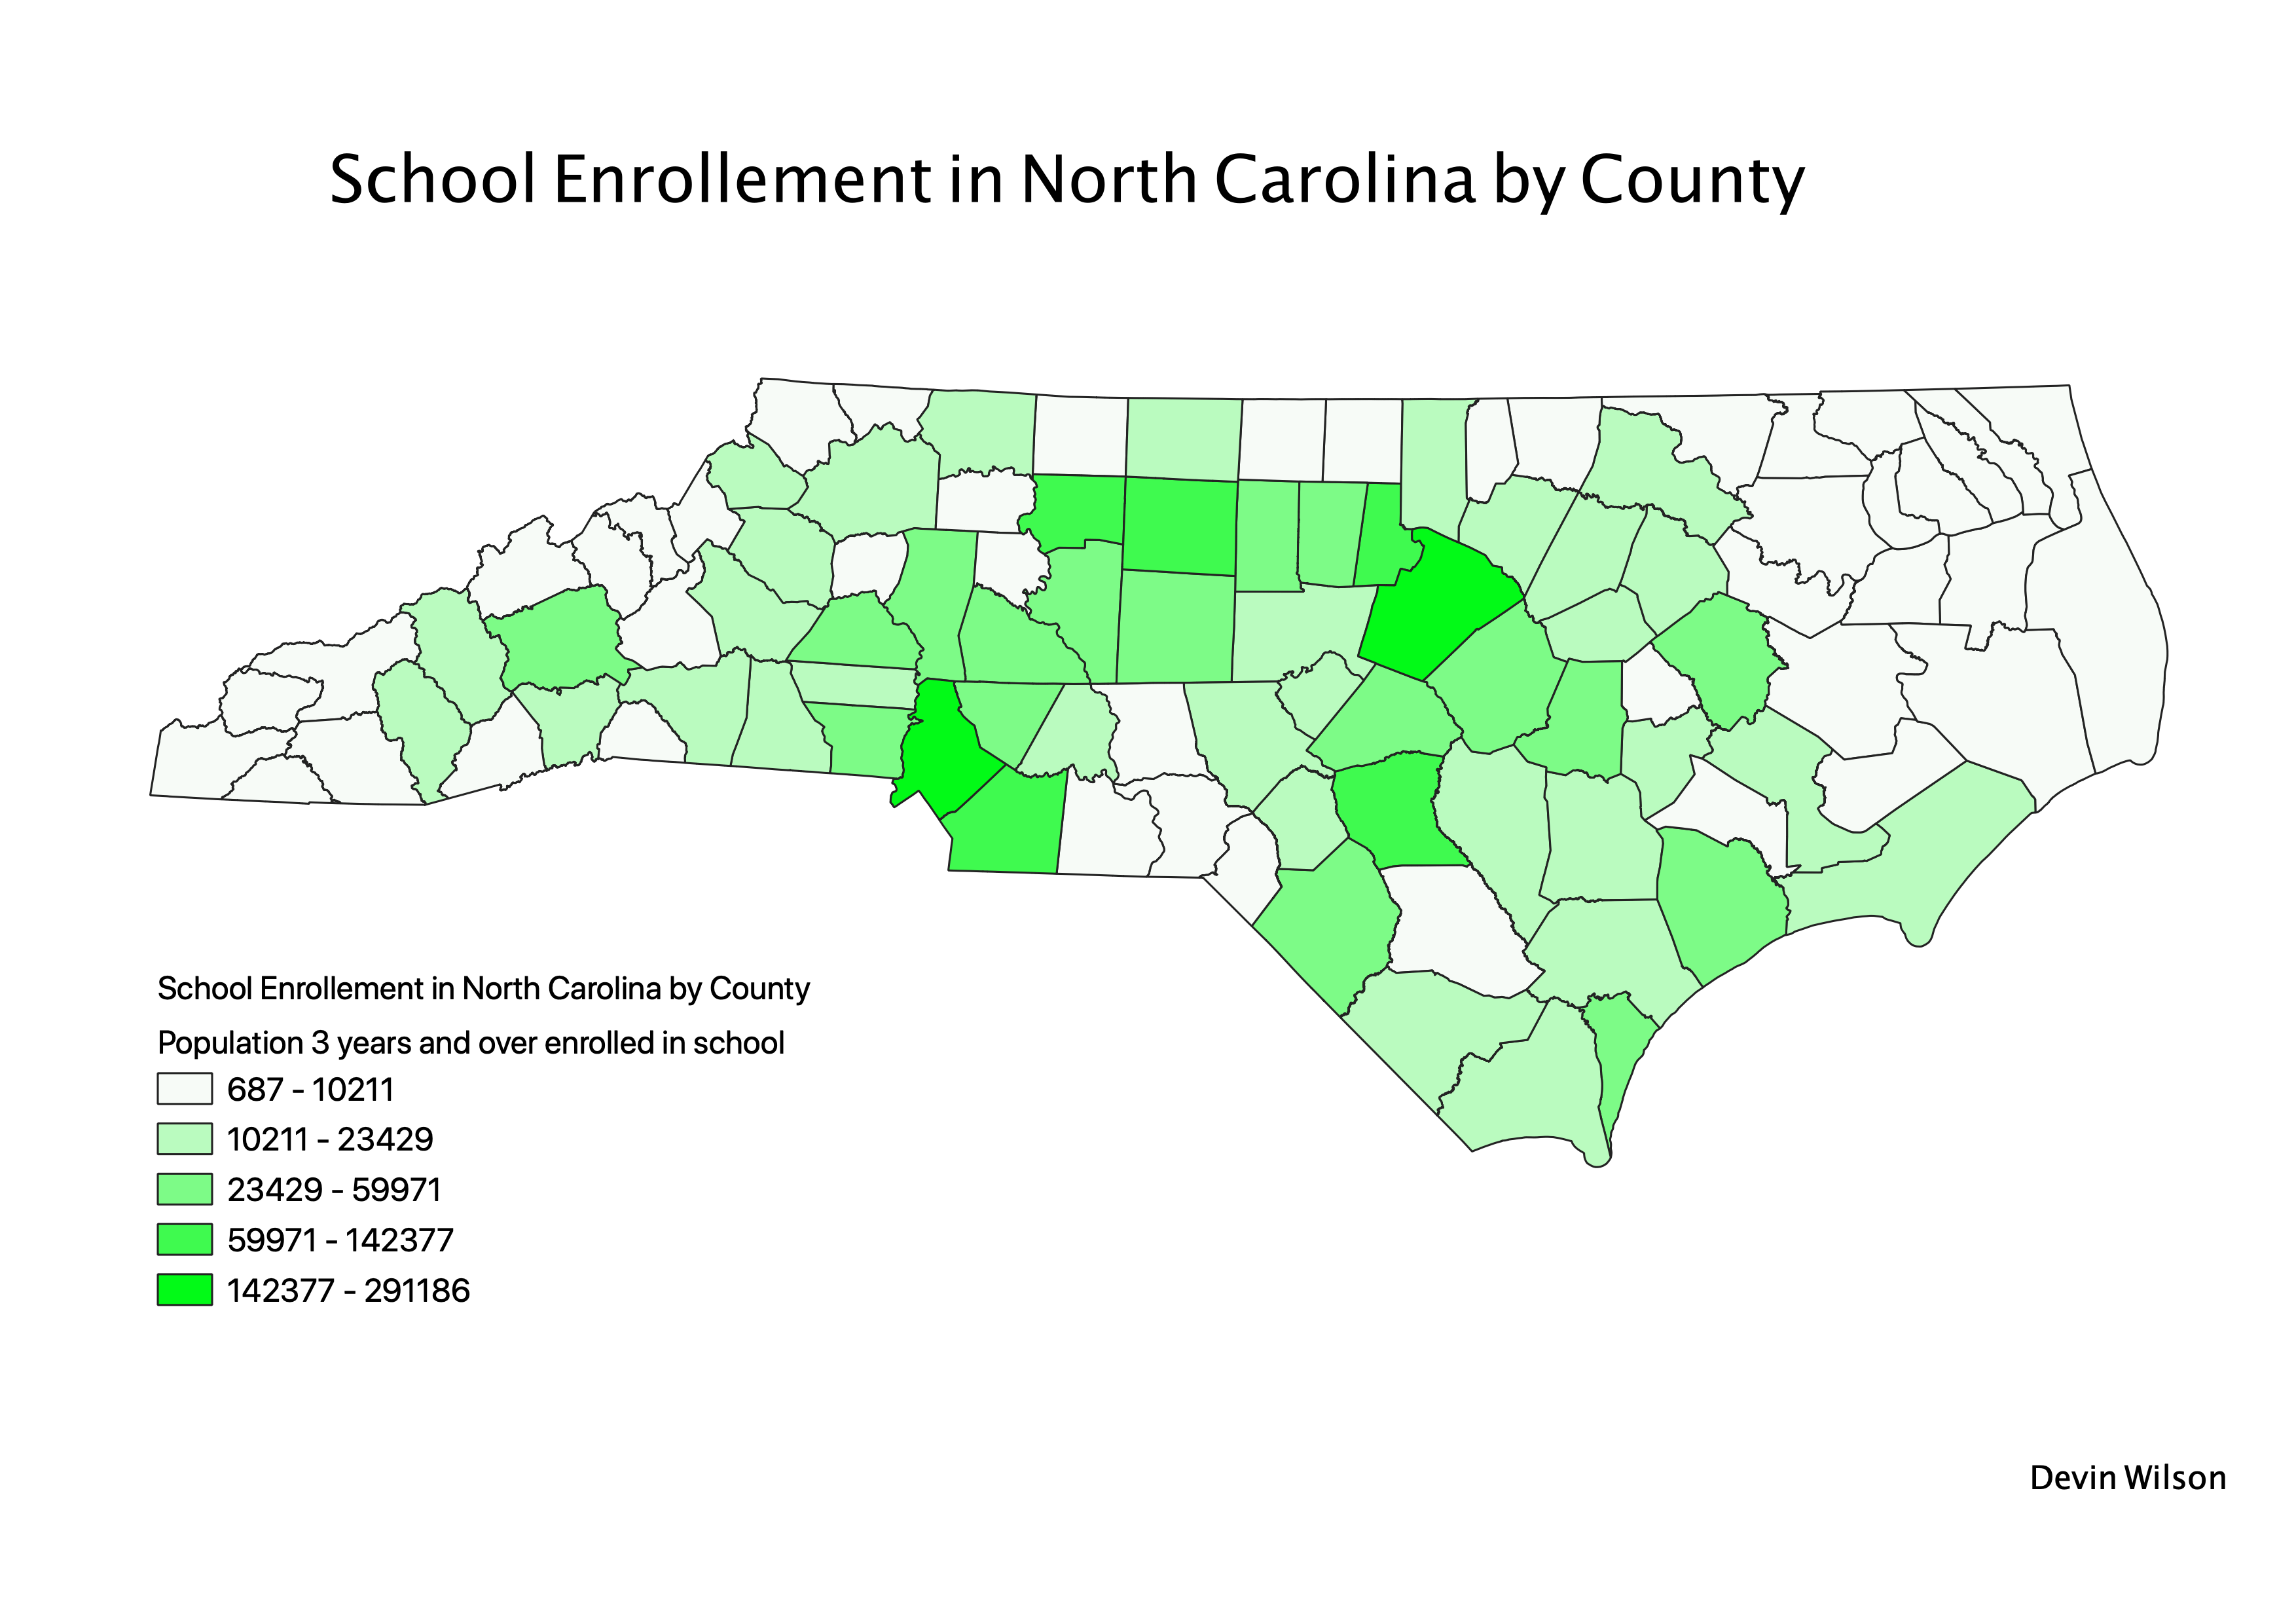 School Enrollement in North Carolina by County
School Enrollement in North Carolina by County
Population 3 years and over enrolled in school
687 - 10211
10211 - 23429
23429 - 59971
59971 - 142377
142377 - 291186
Devin Wilson